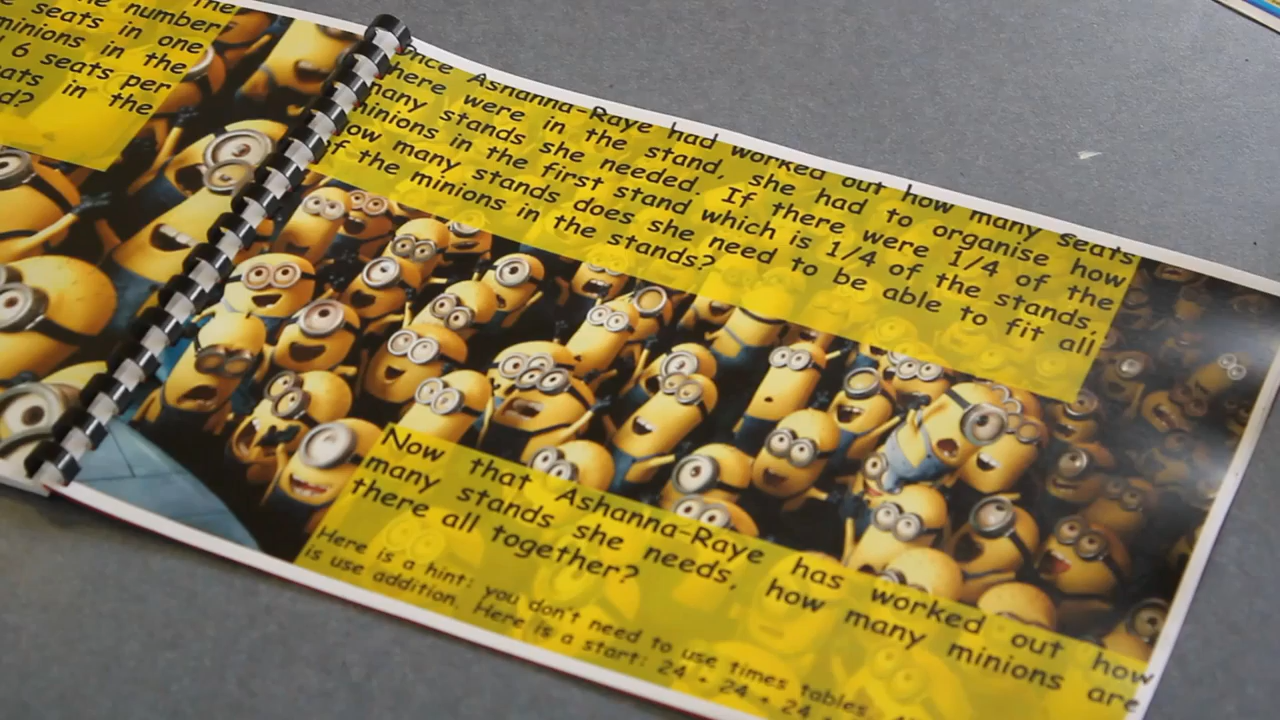 The
number
seats in one
minions in the
6 seats per
in the
Ashanna-Raye had worked out how many seats
there were in the stand, she had to organise how
many stands she needed. If there were 1/4 of the
minions in the first stand which is 1/4 of the stands,
how many stands does she need to be able to fit all
of the minions in the stands?
Now that Ashanna-Raye has worked out how
many stands she needs, how many minions are
there all together?
Here is a hint: you don't need to use times tables.
is use addition. Here is a start: 24 + 24 + 24